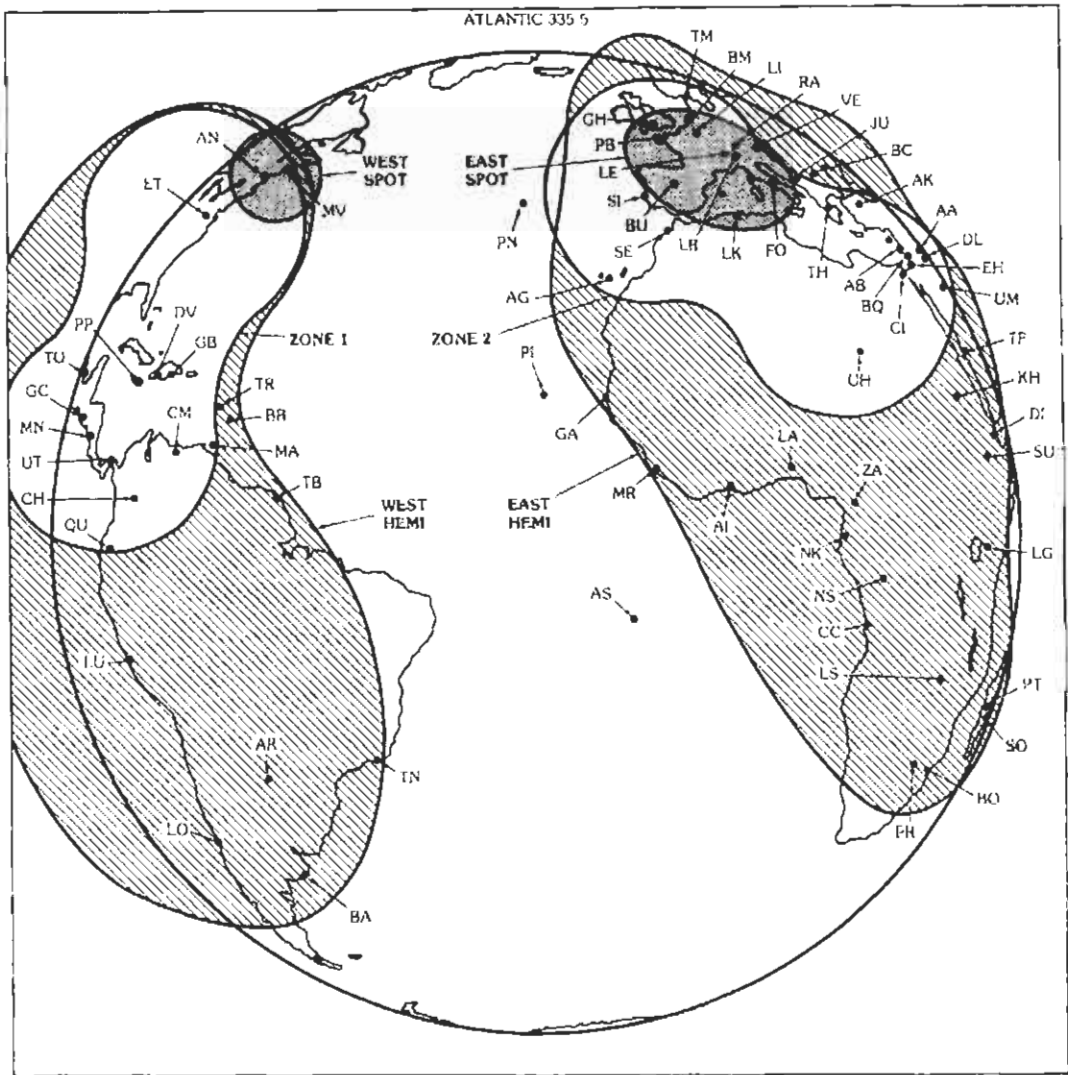 ATLANTIC 335 5
TM
BM
LI
RA
VE
JU
BC
AK
AA
DL
EH
UM
GH
PB
LE
EAST
SPOT
SI
BU
SE
LB
LK
FO
TH
AB
BQ
CI
TF
KH
DI
SU
AN
ET
WEST
SPOT
MV
PN
AG
ZONE 1
ZONE 2
PP
DV
GB
TO
GC
MN
CM
TR
BR
MA
UT
CH
TB
QU
WEST
HEMI
EAST
HEMI
PI
GA
MR
LA
AI
ZA
NK
LG
NS
CC
LS
AS
PT
SO
BO
PR
AR
TN
LO
BA